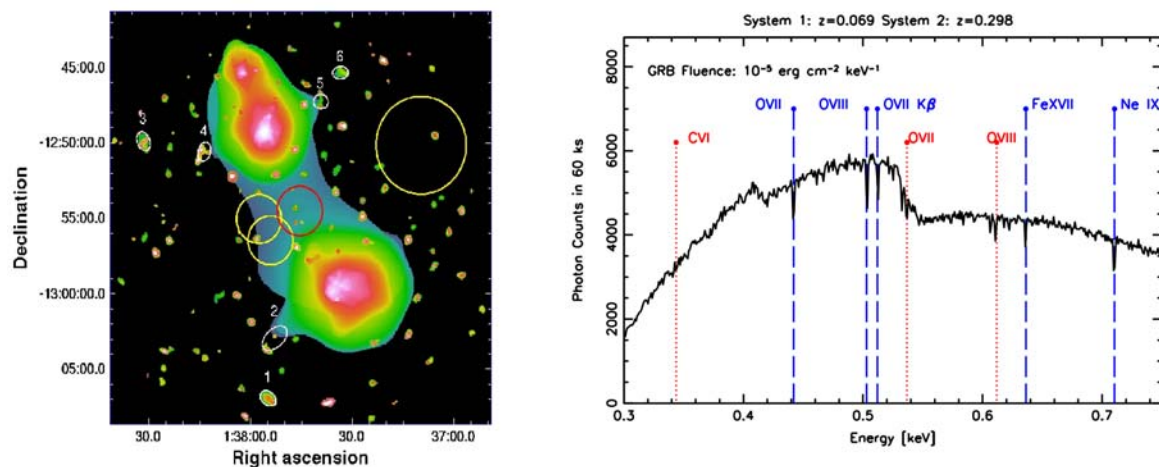 45:00.0
-12:50:00.0
55:00.0
-13:00:00.0
05:00.0
Declination
6
5
3
4
2
1
30.0 1:38:00.0 30.0 37:00.0
Right ascension
System 1: z=0.069 System 2: z=0.298
GRB Fluence: 10⁻⁵ erg cm⁻² keV⁻¹
OVII OVIII OVII Kβ FeXVII Ne IX
CVI OVII OVIII
Photon Counts in 60 ks
8000
6000
4000
2000
0
0.3 0.4 0.5 0.6 0.7
Energy [keV]